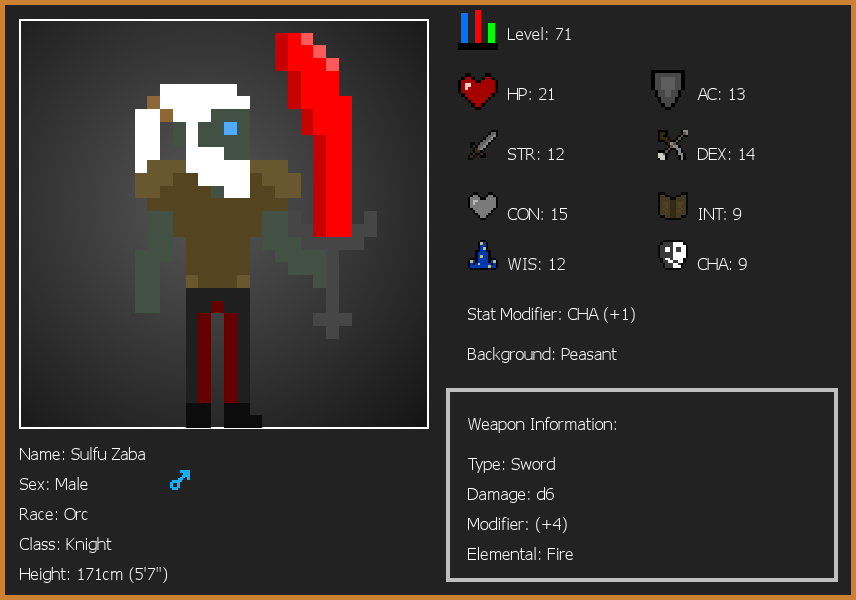 Level: 71
HP: 21
AC: 13
STR: 12
DEX: 14
CON: 15
INT: 9
WIS: 12
CHA: 9
Stat Modifier: CHA (+1)
Background: Peasant
Weapon Information:
Type: Sword
Damage: d6
Modifier: (+4)
Elemental: Fire
Name: Sulfu Zaba
Sex: Male
Race: Orc
Class: Knight
Height: 171cm (5'7")